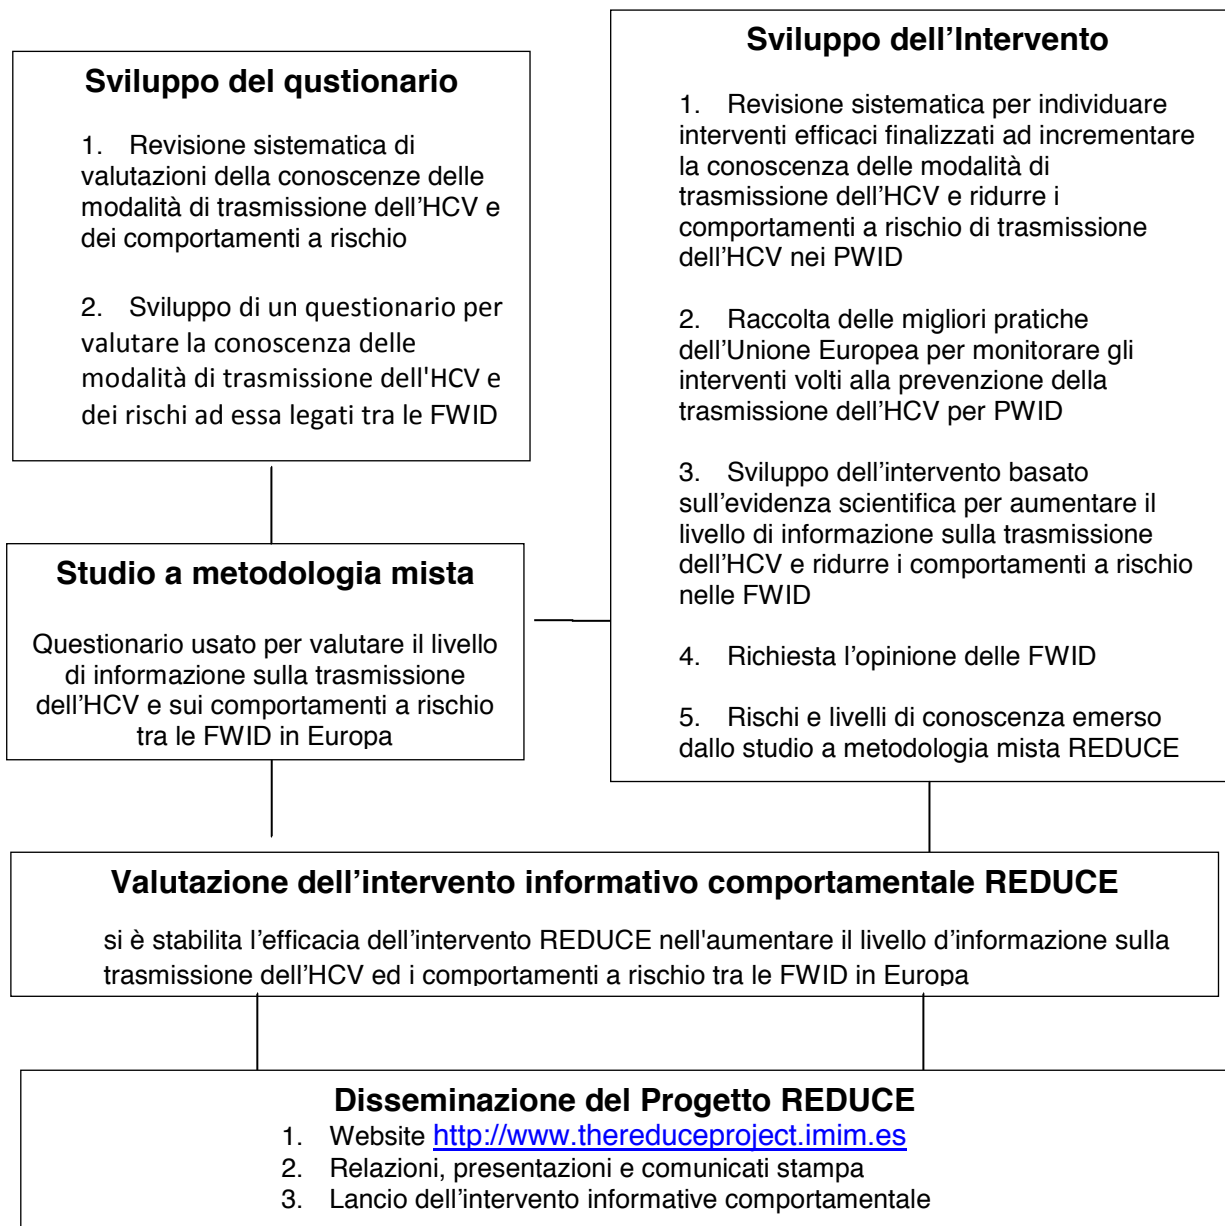 Sviluppo del qustionario
1. Revisione sistematica di
valutazioni della conoscenze delle
modalità di trasmissione dell’HCV e
dei comportamenti a rischio
2. Sviluppo di un questionario per
valutare la conoscenza delle
modalità di trasmissione dell'HCV e
dei rischi ad essa legati tra le FWID
Studio a metodologia mista
Questionario usato per valutare il livello
di informazione sulla trasmissione
dell’HCV e sui comportamenti a rischio
tra le FWID in Europa
Sviluppo dell’Intervento
1. Revisione sistematica per individuare
interventi efficaci finalizzati ad incrementare
la conoscenza delle modalità di
trasmissione dell’HCV e ridurre i
comportamenti a rischio di trasmissione
dell’HCV nei PWID
2. Raccolta delle migliori pratiche
dell’Unione Europea per monitorare gli
interventi volti alla prevenzione della
trasmissione dell’HCV per PWID
3. Sviluppo dell’intervento basato
sull’evidenza scientifica per aumentare il
livello di informazione sulla trasmissione
dell’HCV e ridurre i comportamenti a rischio
nelle FWID
4. Richiesta l’opinione delle FWID
5. Rischi e livelli di conoscenza emerso
dallo studio a metodologia mista REDUCE
Valutazione dell’intervento informativo comportamentale REDUCE
si è stabilita l’efficacia dell’intervento REDUCE nell'aumentare il livello d’informazione sulla
trasmissione dell’HCV ed i comportamenti a rischio tra le FWID in Europa
Disseminazione del Progetto REDUCE
1. Website http://www.thereduceproject.imim.es
2. Relazioni, presentazioni e comunicati stampa
3. Lancio dell’intervento informative comportamentale